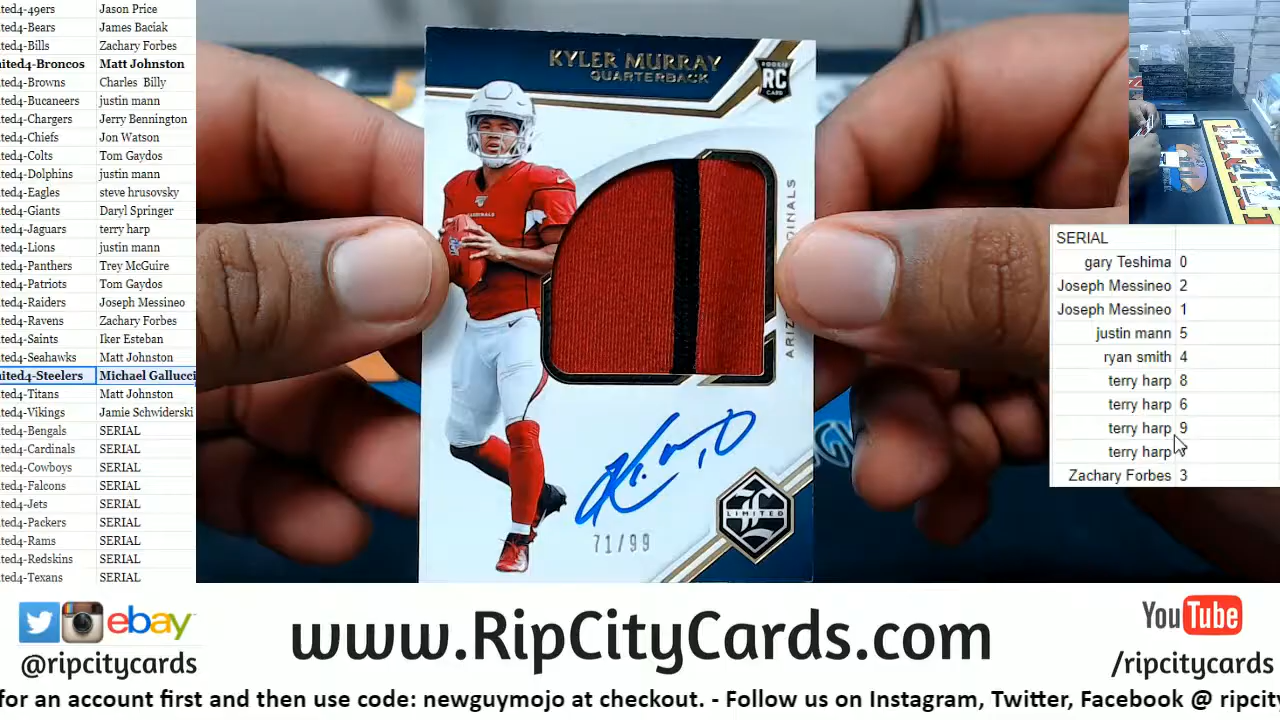 ted4-49ers Jason Price
ted4-Bears James Baciak
ted4-Bills Zachary Forbes
ited4-Broncos Matt Johnston
ted4-Browns Charles Billy
ted4-Bucaneers justin mann
ted4-Chargers Jerry Bennington
ted4-Chiefs Jon Watson
ted4-Colts Tom Gaydos
ted4-Dolphins justin mann
ted4-Eagles steve hrusovsky
ted4-Giants Daryl Springer
ted4-Jaguars terry harp
ted4-Lions justin mann
ted4-Panthers Trey McGuire
ted4-Patriots Tom Gaydos
ted4-Raiders Joseph Messineo
ted4-Ravens Zachary Forbes
ted4-Saints Iker Esteban
ted4-Seahawks Matt Johnston
ited4-Steelers Michael Gallucci
ted4-Titans Matt Johnston
ted4-Vikings Jamie Schwiderski
ted4-Bengals SERIAL
ted4-Cardinals SERIAL
ted4-Cowboys SERIAL
ted4-Falcons SERIAL
ted4-Jets SERIAL
ted4-Packers SERIAL
ted4-Rams SERIAL
ted4-Redskins SERIAL
ted4-Texans SERIAL
KYLER MURRAY
QUARTERBACK
ROOKIE
RC
CARD
CARDINALS
LIMITED
71/99
SERIAL
gary Teshima 0
Joseph Messineo 2
Joseph Messineo 1
justin mann 5
ryan smith 4
terry harp 8
terry harp 6
terry harp 9
terry harp
Zachary Forbes 3
ebay
@ripcitycards
www.RipCityCards.com
YouTube
/ripcitycards
for an account first and then use code: newguymojo at checkout. - Follow us on Instagram, Twitter, Facebook @ ripcity